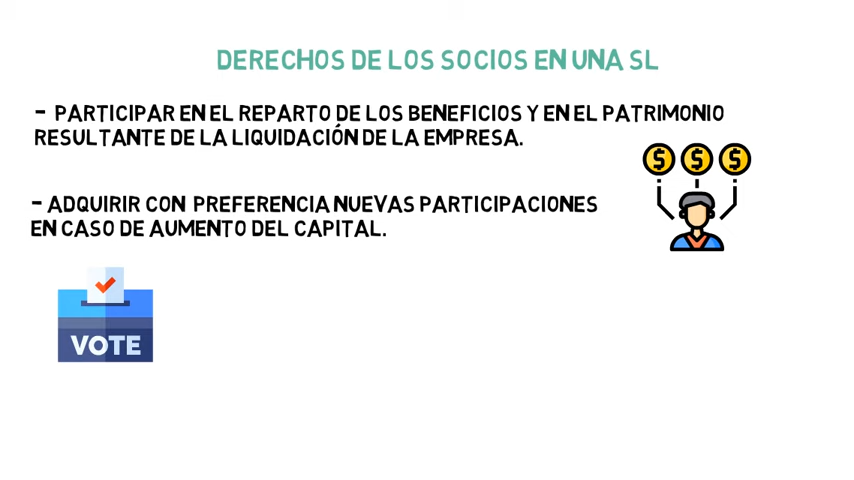 DERECHOS DE LOS SOCIOS EN UNA SL
- PARTICIPAR EN EL REPARTO DE LOS BENEFICIOS Y EN EL PATRIMONIO
RESULTANTE DE LA LIQUIDACIÓN DE LA EMPRESA.
- ADQUIRIR CON PREFERENCIA NUEVAS PARTICIPACIONES
EN CASO DE AUMENTO DEL CAPITAL.
VOTE